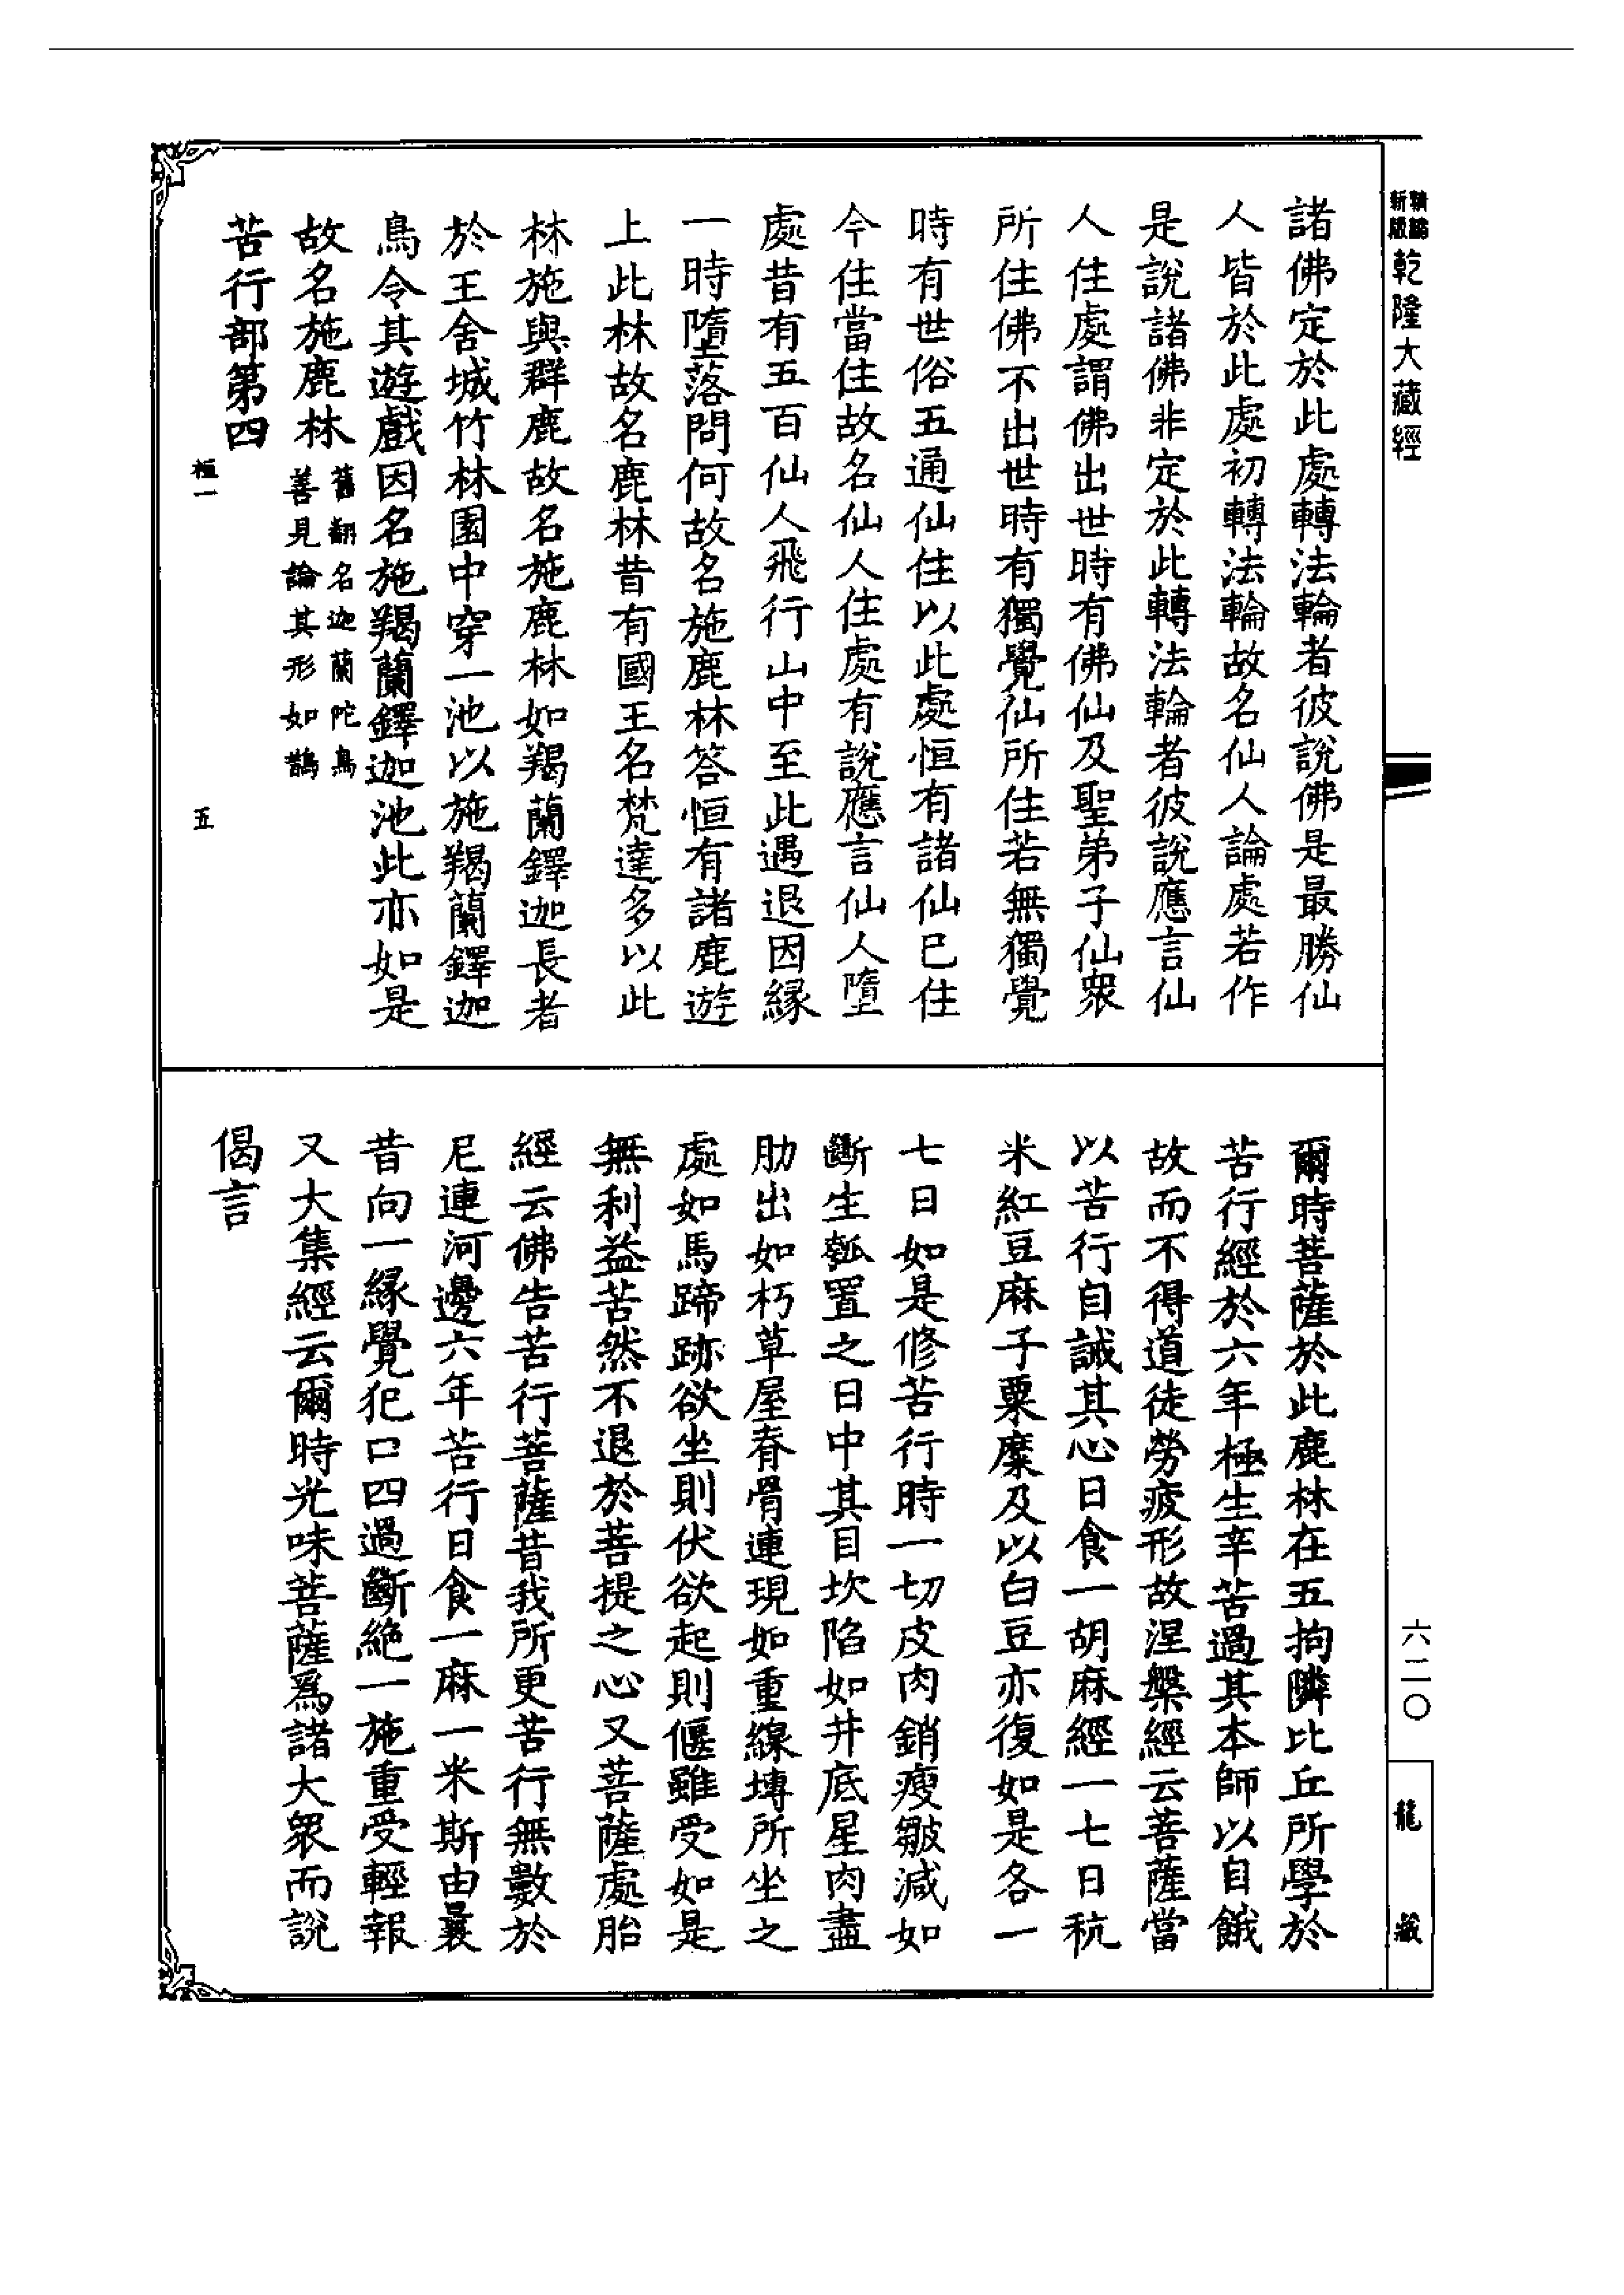 新版
精縮
乾隆大藏經
諸佛定於此處轉法輪者彼說佛是最勝仙
人皆於此處初轉法輪故名仙人論處若作
是說諸佛非定於此轉法輪者彼說應言仙
人住處謂佛出世時有佛仙及聖弟子仙衆
所住佛不出世時有獨覺仙所住若無獨覺
時有世俗五通仙住以此處恒有諸仙已住
今住當住故名仙人住處有說應言仙人墮
處昔有五百仙人飛行山中至此遇退因緣
一時墮落問何故名施鹿林答恒有諸鹿遊
上此林故名鹿林昔有國王名梵達多以此
林施與群鹿故名施鹿林如羯蘭鐸迦長者
於王舍城竹林園中穿一池以施羯蘭鐸迦
鳥令其遊戲因名施羯蘭鐸迦池此亦如是
故名施鹿林舊翻名迦蘭陀鳥
善見論其形如鵲
苦行部第四
桓一
五
爾時菩薩於此鹿林在五拘隣比丘所學於
苦行經於六年極生辛苦過其本師以自餓
故而不得道徒勞疲形故涅槃經云菩薩當
以苦行自誡其心日食一胡麻經一七日秔
米紅豆麻子粟糜及以白豆亦復如是各一
七日如是修苦行時一切皮肉銷瘦皺減如
斷生瓠置之日中其目坎陷如井底星肉盡
肋出如朽草屋脊骨連現如重線塼所坐之
處如馬蹄跡欲坐則伏欲起則偃雖受如是
無利益苦然不退於菩提之心又菩薩處胎
經云佛告苦行菩薩昔我所更苦行無數於
尼連河邊六年苦行日食一麻一米斯由曩
昔向一緣覺犯口四過斷絕一施重受輕報
又大集經云爾時光味菩薩爲諸大衆而說
偈言
六二〇
龍藏